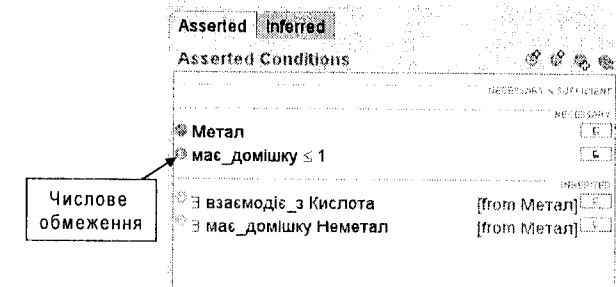 Asserted Inferred
Asserted Conditions
NECESSARY & SUFFICIENT
NECESSARY
Метал
має_домішку ≤ 1
INHERITED
∃ взаємодіє_з Кислота [from Метал]
∃ має_домішку Неметал [from Метал]
Числове
обмеження